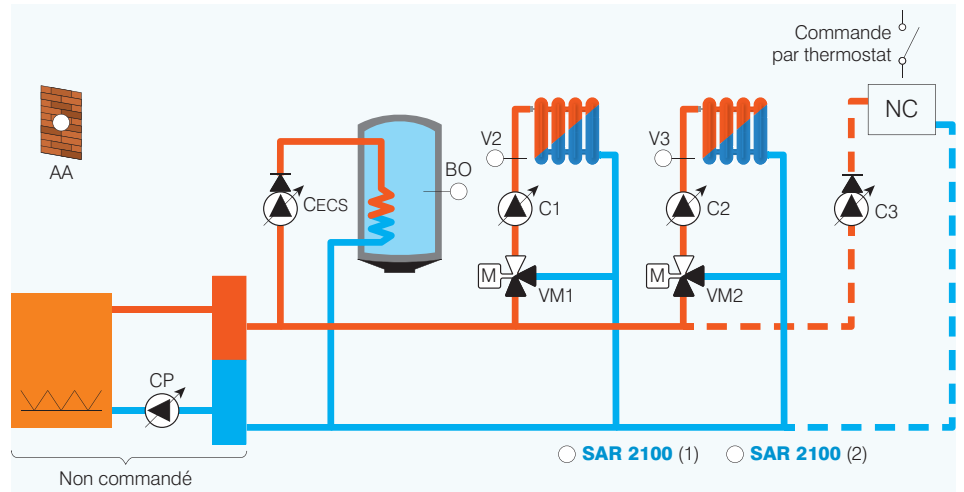 Commande
par thermostat
NC
AA
V2
V3
BO
CECS
C1
C2
C3
M
VM1
M
VM2
CP
SAR 2100 (1)
SAR 2100 (2)
Non commandé